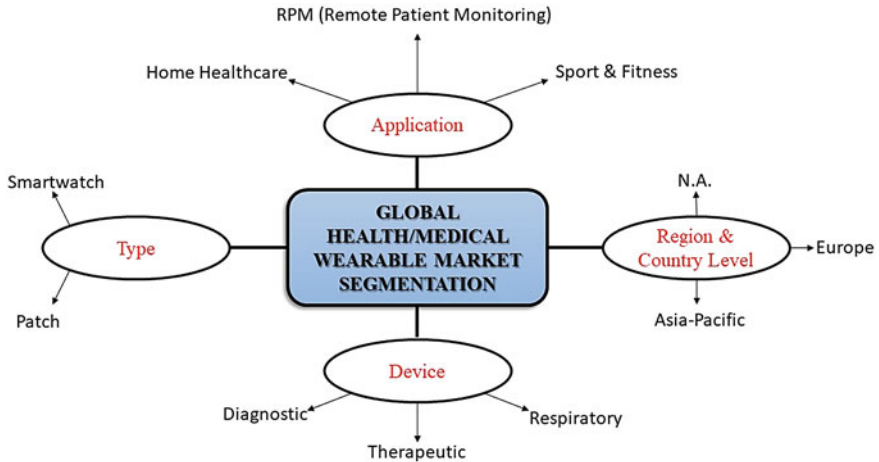 RPM (Remote Patient Monitoring)
Home Healthcare
Sport & Fitness
Application
Smartwatch
N.A.
GLOBAL
HEALTH/MEDICAL
WEARABLE MARKET
SEGMENTATION
Type
Region &
Country Level
Europe
Patch
Asia-Pacific
Device
Diagnostic
Respiratory
Therapeutic